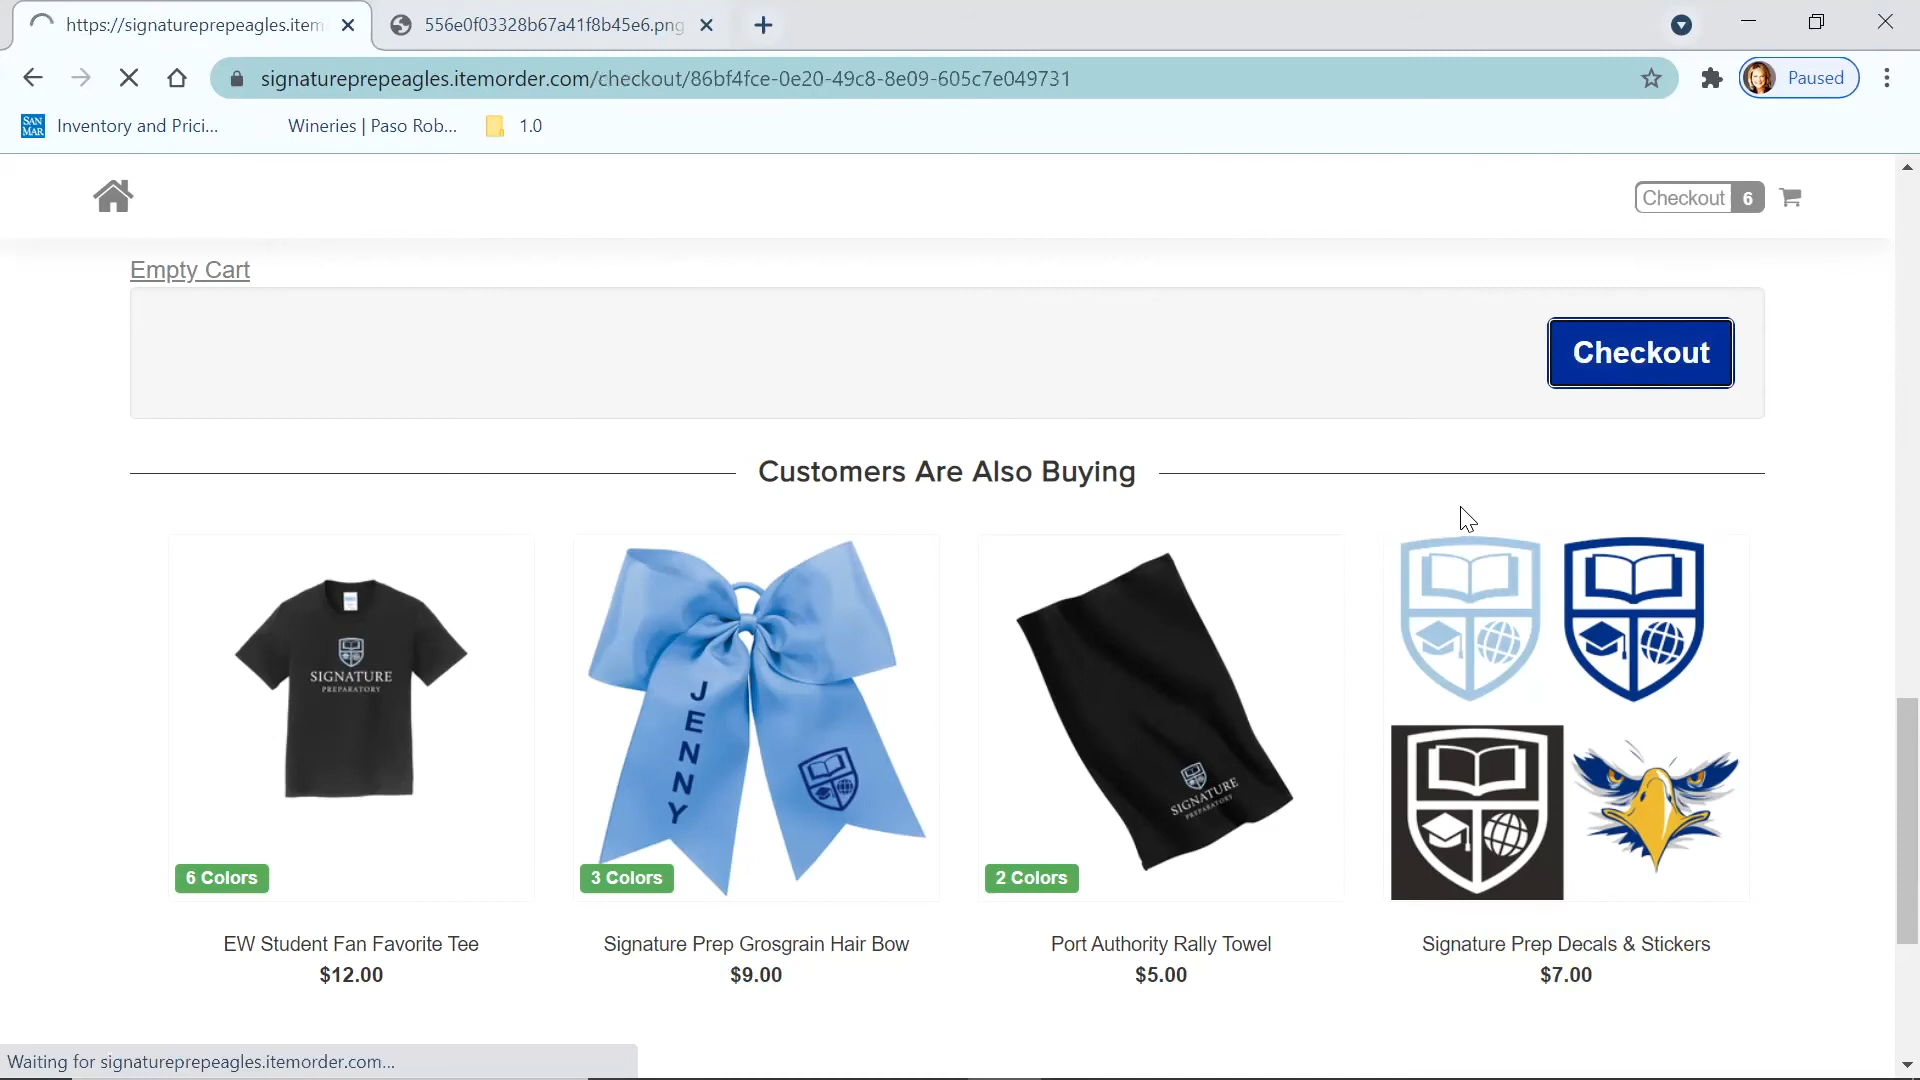 https://signatureprepeagles.item
556e0f03328b67a41f8b45e6.png
signatureprepeagles.itemorder.com/checkout/86bf4fce-0e20-49c8-8e09-605c7e049731
Paused
SAN MAR
Inventory and Prici...
Wineries | Paso Rob...
1.0
Checkout 6
Empty Cart
Checkout
Customers Are Also Buying
SIGNATURE
PREPARATORY
JENNY
SIGNATURE
PREPARATORY
6 Colors
3 Colors
2 Colors
EW Student Fan Favorite Tee
$12.00
Signature Prep Grosgrain Hair Bow
$9.00
Port Authority Rally Towel
$5.00
Signature Prep Decals & Stickers
$7.00
Waiting for signatureprepeagles.itemorder.com...